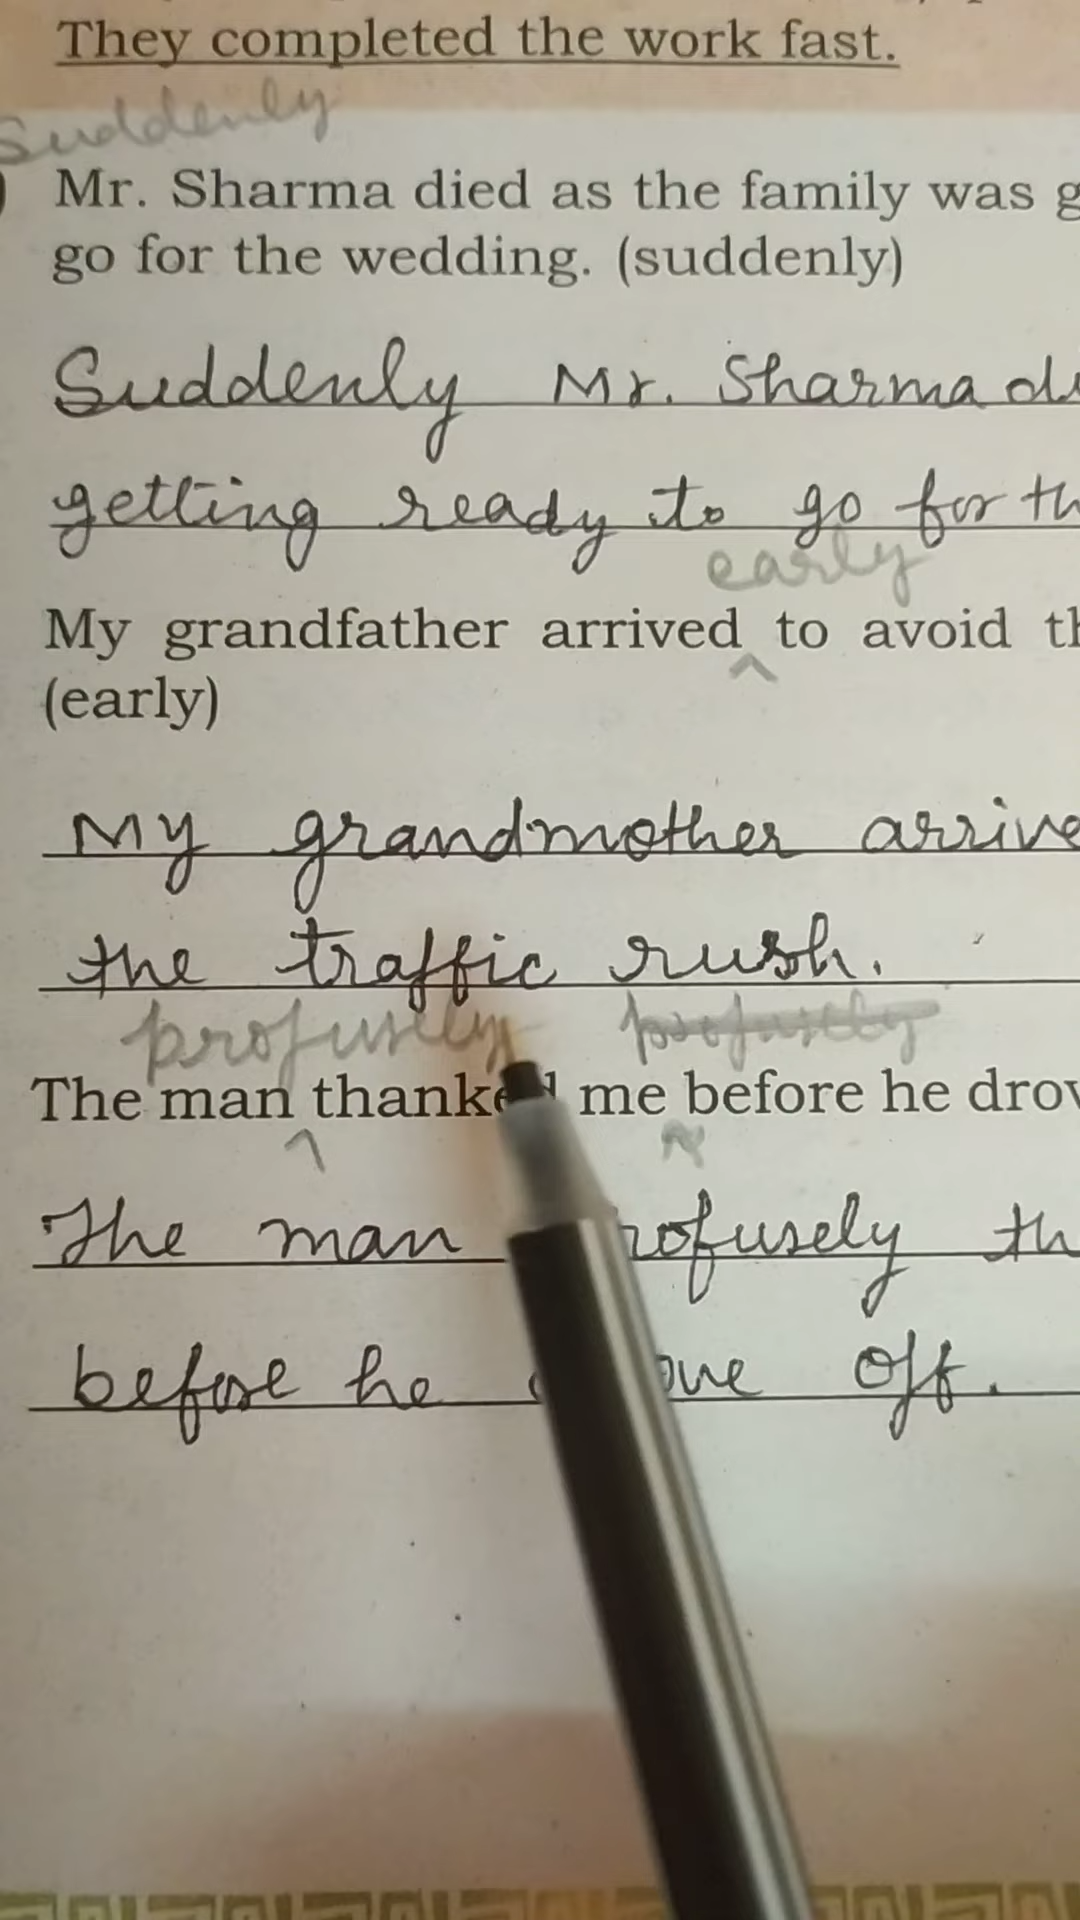 They completed the work fast.
Suddenly
Mr. Sharma died as the family was
go for the wedding. (suddenly)
Suddenly Mr. Sharma
getting ready to go for
early
My grandfather arrived to avoid
(early)
My grandmother
the traffic rush.
The man me before he
The man
before he off.